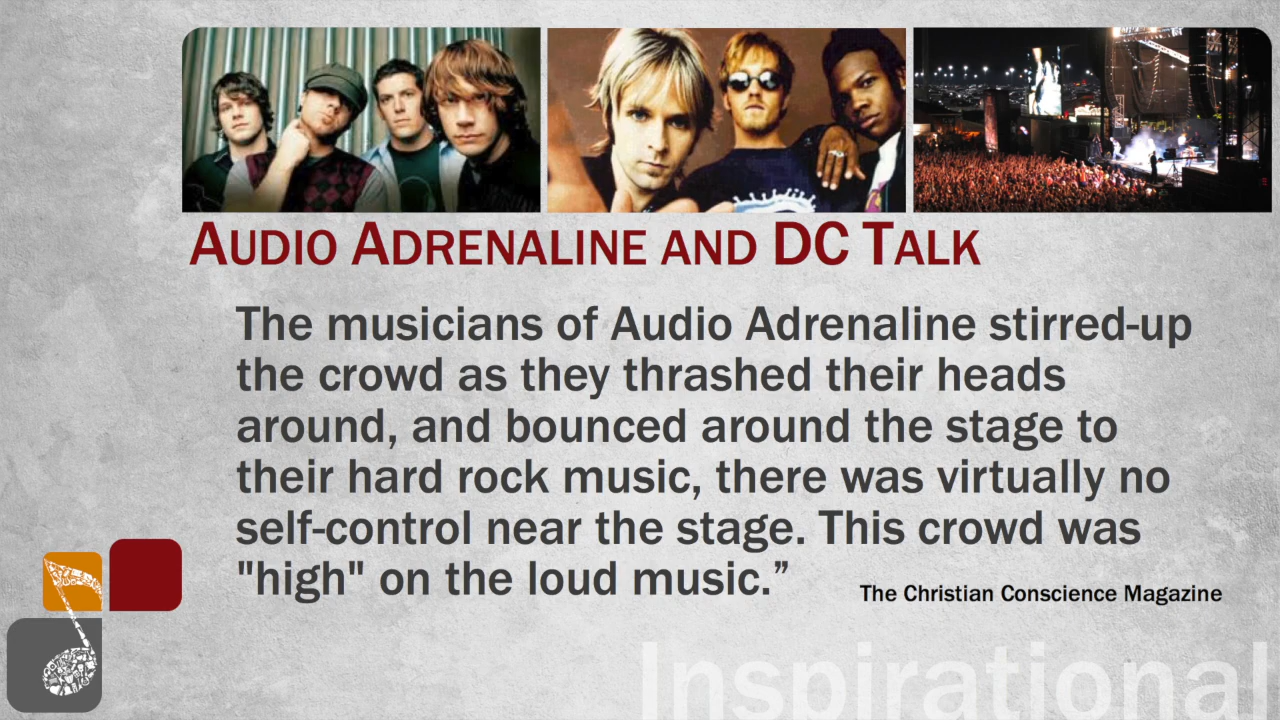 AUDIO ADRENALINE AND DC TALK
The musicians of Audio Adrenaline stirred-up
the crowd as they thrashed their heads
around, and bounced around the stage to
their hard rock music, there was virtually no
self-control near the stage. This crowd was
"high" on the loud music.”
The Christian Conscience Magazine
Inspirational